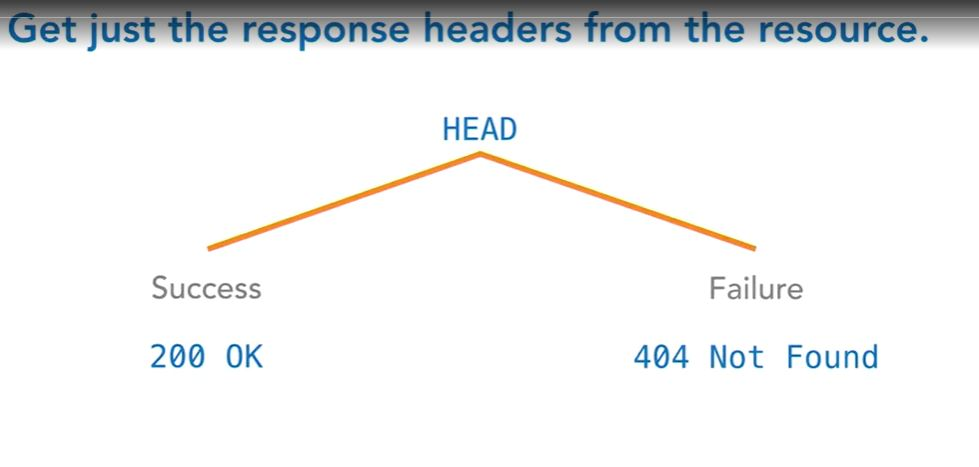 Get just the response headers from the resource.
HEAD
Success
Failure
200 OK
404 Not Found